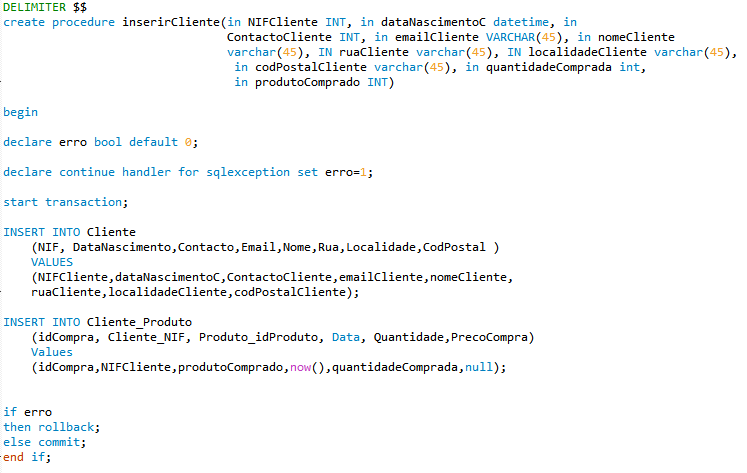 DELIMITER $$
create procedure inserirCliente(in NIFCliente INT, in dataNascimentoC datetime, in
ContactoCliente INT, in emailCliente VARCHAR(45), in nomeCliente
varchar(45), IN ruaCliente varchar(45), IN localidadeCliente varchar(45),
in codPostalCliente varchar(45), in quantidadeComprada int,
in produtoComprado INT)
begin
declare erro bool default 0;
declare continue handler for sqlexception set erro=1;
start transaction;
INSERT INTO Cliente
(NIF, DataNascimento,Contacto,Email,Nome,Rua,Localidade,CodPostal )
VALUES
(NIFCliente,dataNascimentoC,ContactoCliente,emailCliente,nomeCliente,
ruaCliente,localidadeCliente,codPostalCliente);
INSERT INTO Cliente_Produto
(idCompra, Cliente_NIF, Produto_idProduto, Data, Quantidade,PrecoCompra)
Values
(idCompra,NIFCliente,produtoComprado,now(),quantidadeComprada,null);
if erro
then rollback;
else commit;
end if;